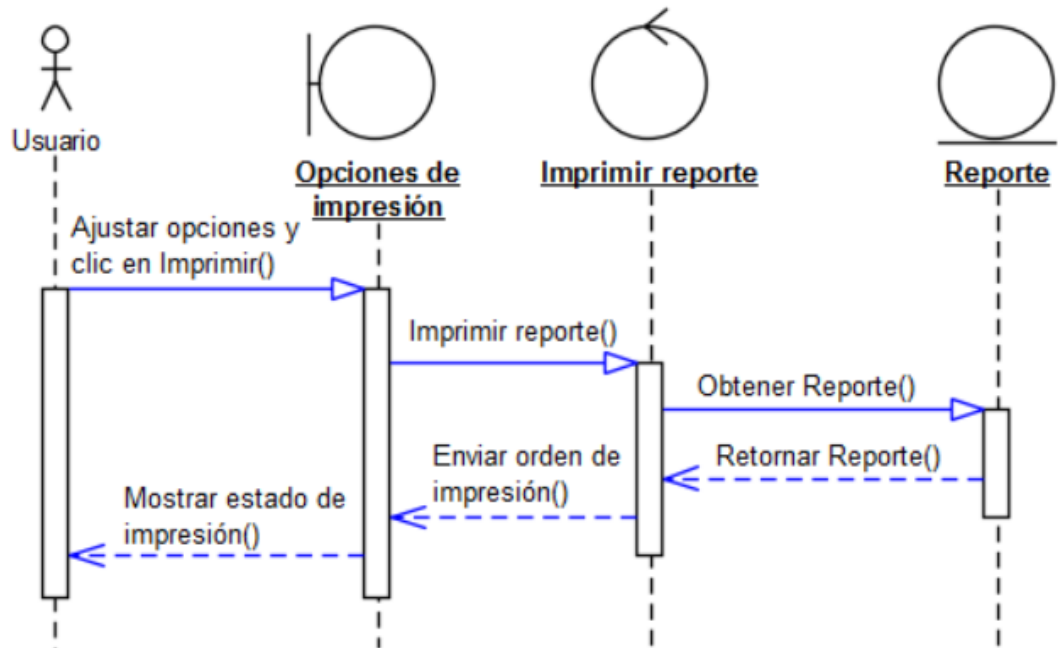 Usuario
Opciones de
impresión
Imprimir reporte
Reporte
Ajustar opciones y
clic en Imprimir()
Imprimir reporte()
Obtener Reporte()
Retornar Reporte()
Enviar orden de
impresión()
Mostrar estado de
impresión()